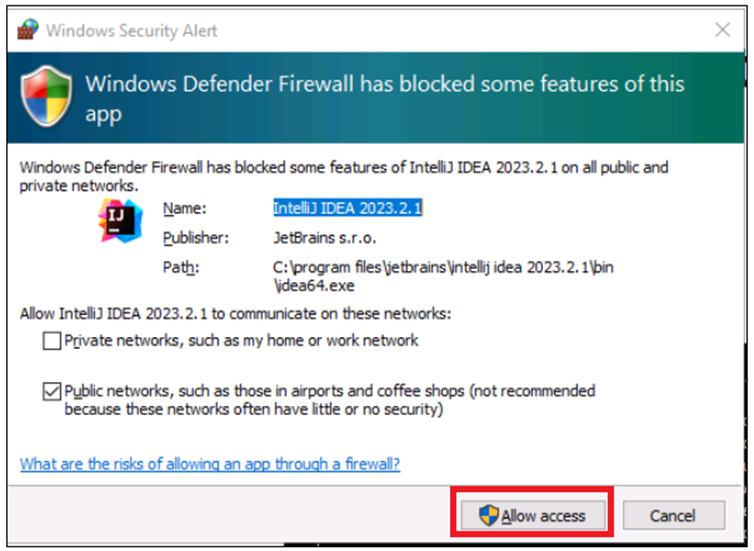 Windows Security Alert
Windows Defender Firewall has blocked some features of this
app
Windows Defender Firewall has blocked some features of IntelliJ IDEA 2023.2.1 on all public and
private networks.
IJ
Name: IntelliJ IDEA 2023.2.1
Publisher: JetBrains s.r.o.
Path: C:\program files\jetbrains\intellij idea 2023.2.1\bin
\idea64.exe
Allow IntelliJ IDEA 2023.2.1 to communicate on these networks:
Private networks, such as my home or work network
Public networks, such as those in airports and coffee shops (not recommended
because these networks often have little or no security)
What are the risks of allowing an app through a firewall?
Allow access Cancel